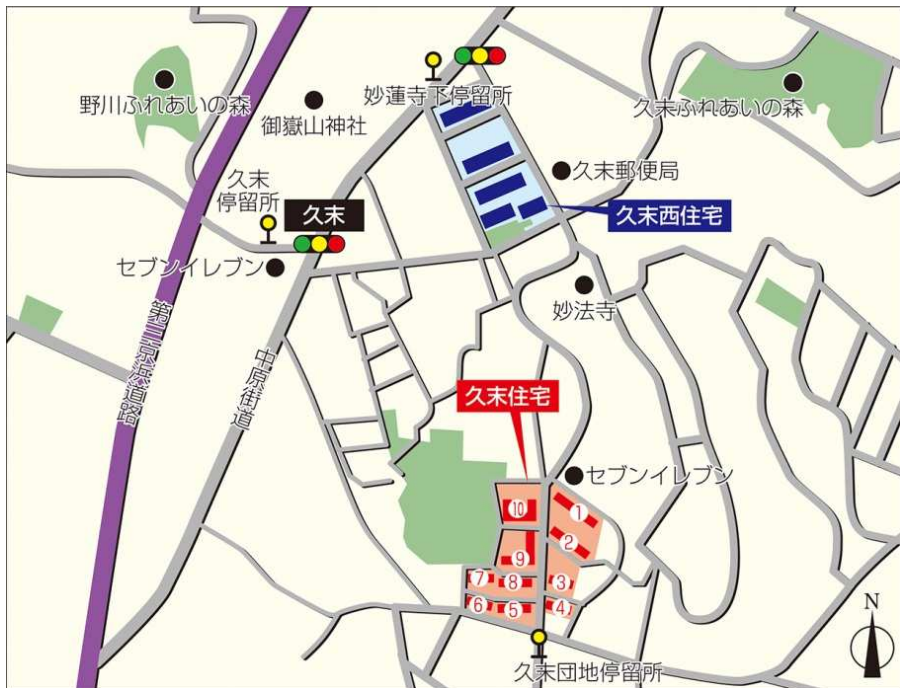 妙蓮寺下停留所
野川ふれあいの森
御嶽山神社
久末ふれあいの森
久末郵便局
久末
停留所
久末
久末西住宅
セブンイレブン
妙法寺
第三京浜道路
中原街道
久末住宅
セブンイレブン
⑩
①
②
⑨
⑦
⑧
③
⑥
⑤
④
久末団地停留所
N